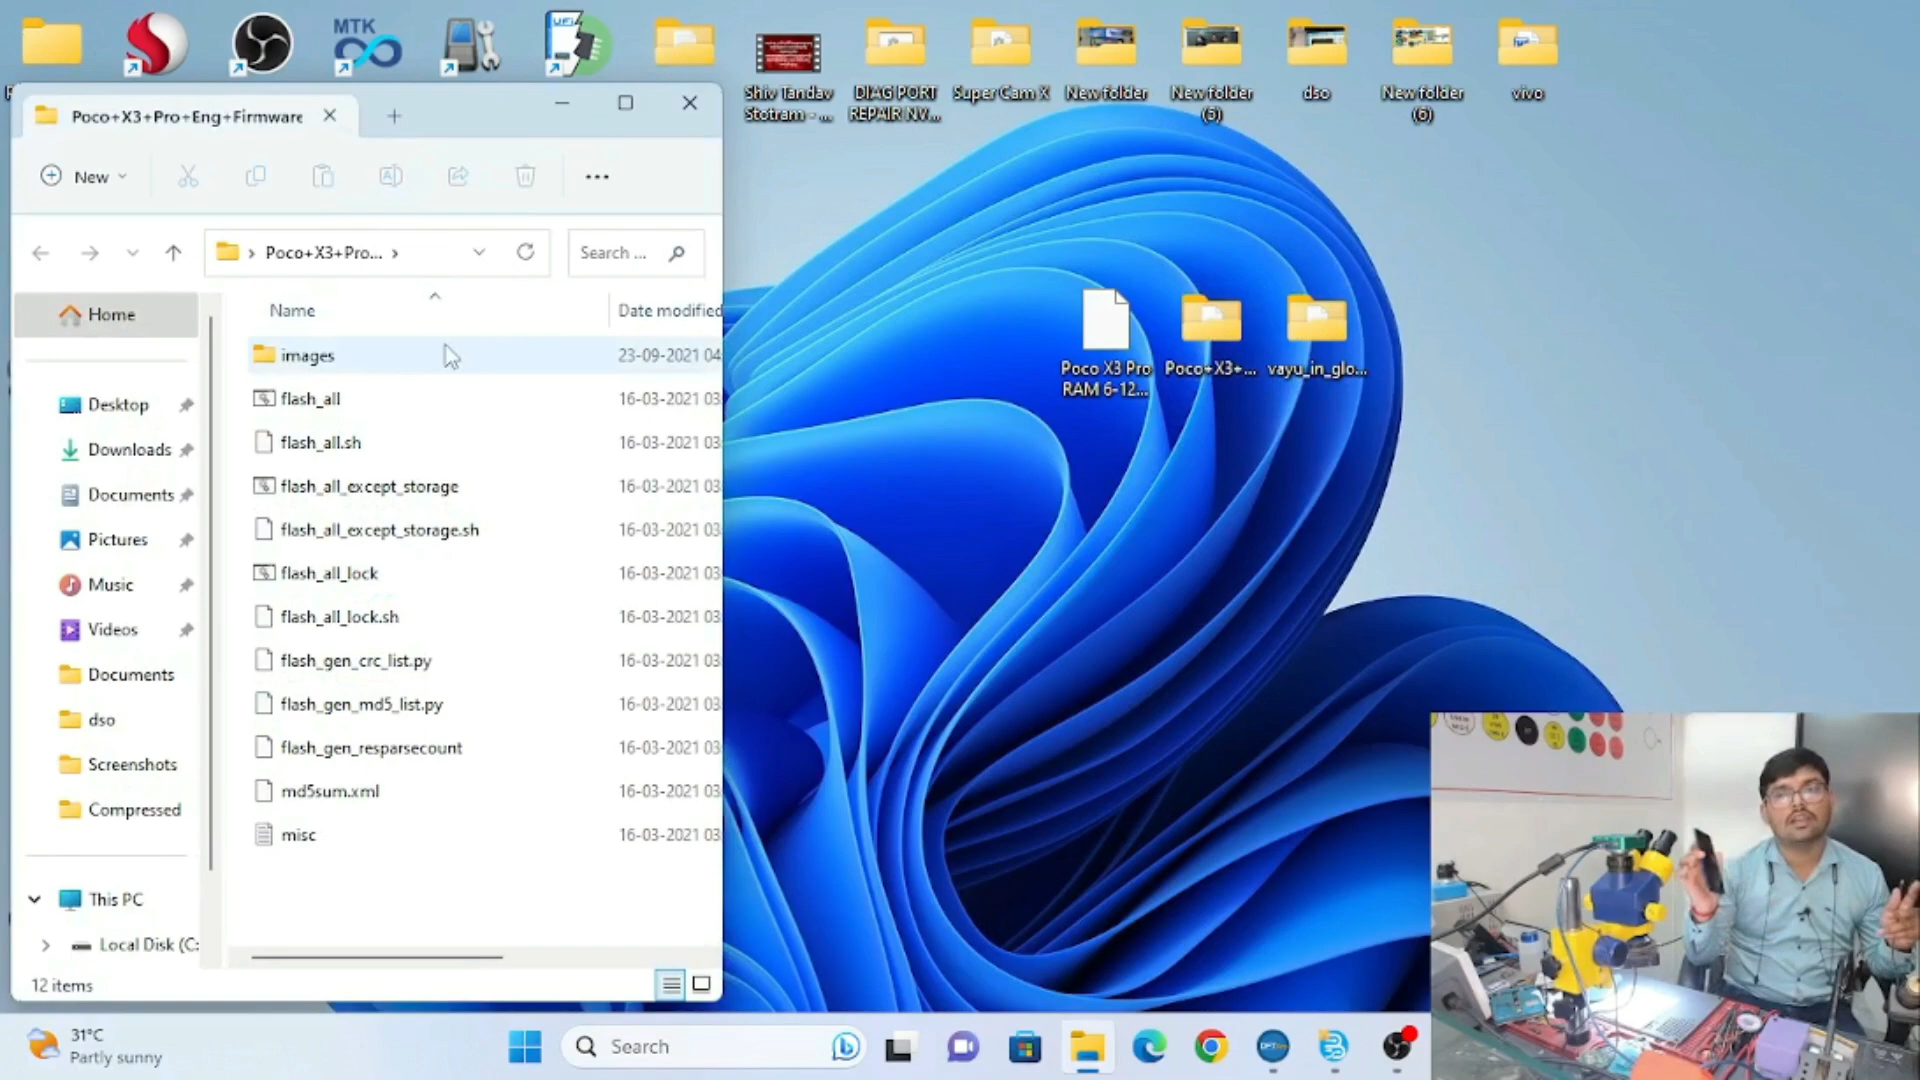 MTK
UFi
Shiv Tandav
Stotram - ...
DIAG PORT
REPAIR NV...
Super Cam X
New folder
New folder
(5)
dso
New folder
(6)
vivo
Poco+X3+Pro+Eng+Firmware
New
Poco+X3+Pro...
Search ...
Name
Date modified
Home
images
23-09-2021 04
Desktop
flash_all
16-03-2021 03
Downloads
flash_all.sh
16-03-2021 03
Documents
flash_all_except_storage
16-03-2021 03
Pictures
flash_all_except_storage.sh
16-03-2021 03
Music
flash_all_lock
16-03-2021 03
Videos
flash_all_lock.sh
16-03-2021 03
Documents
flash_gen_crc_list.py
16-03-2021 03
dso
flash_gen_md5_list.py
16-03-2021 03
Screenshots
flash_gen_resparsecount
16-03-2021 03
Compressed
md5sum.xml
16-03-2021 03
misc
16-03-2021 03
This PC
Local Disk (C:
12 items
Poco X3 Pro
RAM 6-12...
Poco+X3+...
vayu_in_glo...
31°C
Partly sunny
Search